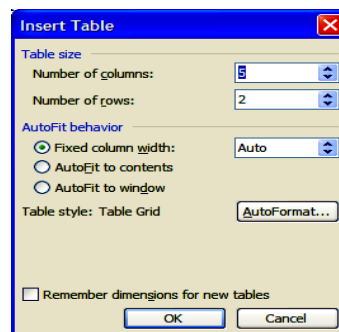 Insert Table
Table size
Number of columns: 5
Number of rows: 2
AutoFit behavior
Fixed column width: Auto
AutoFit to contents
AutoFit to window
Table style: Table Grid AutoFormat...
Remember dimensions for new tables
OK Cancel